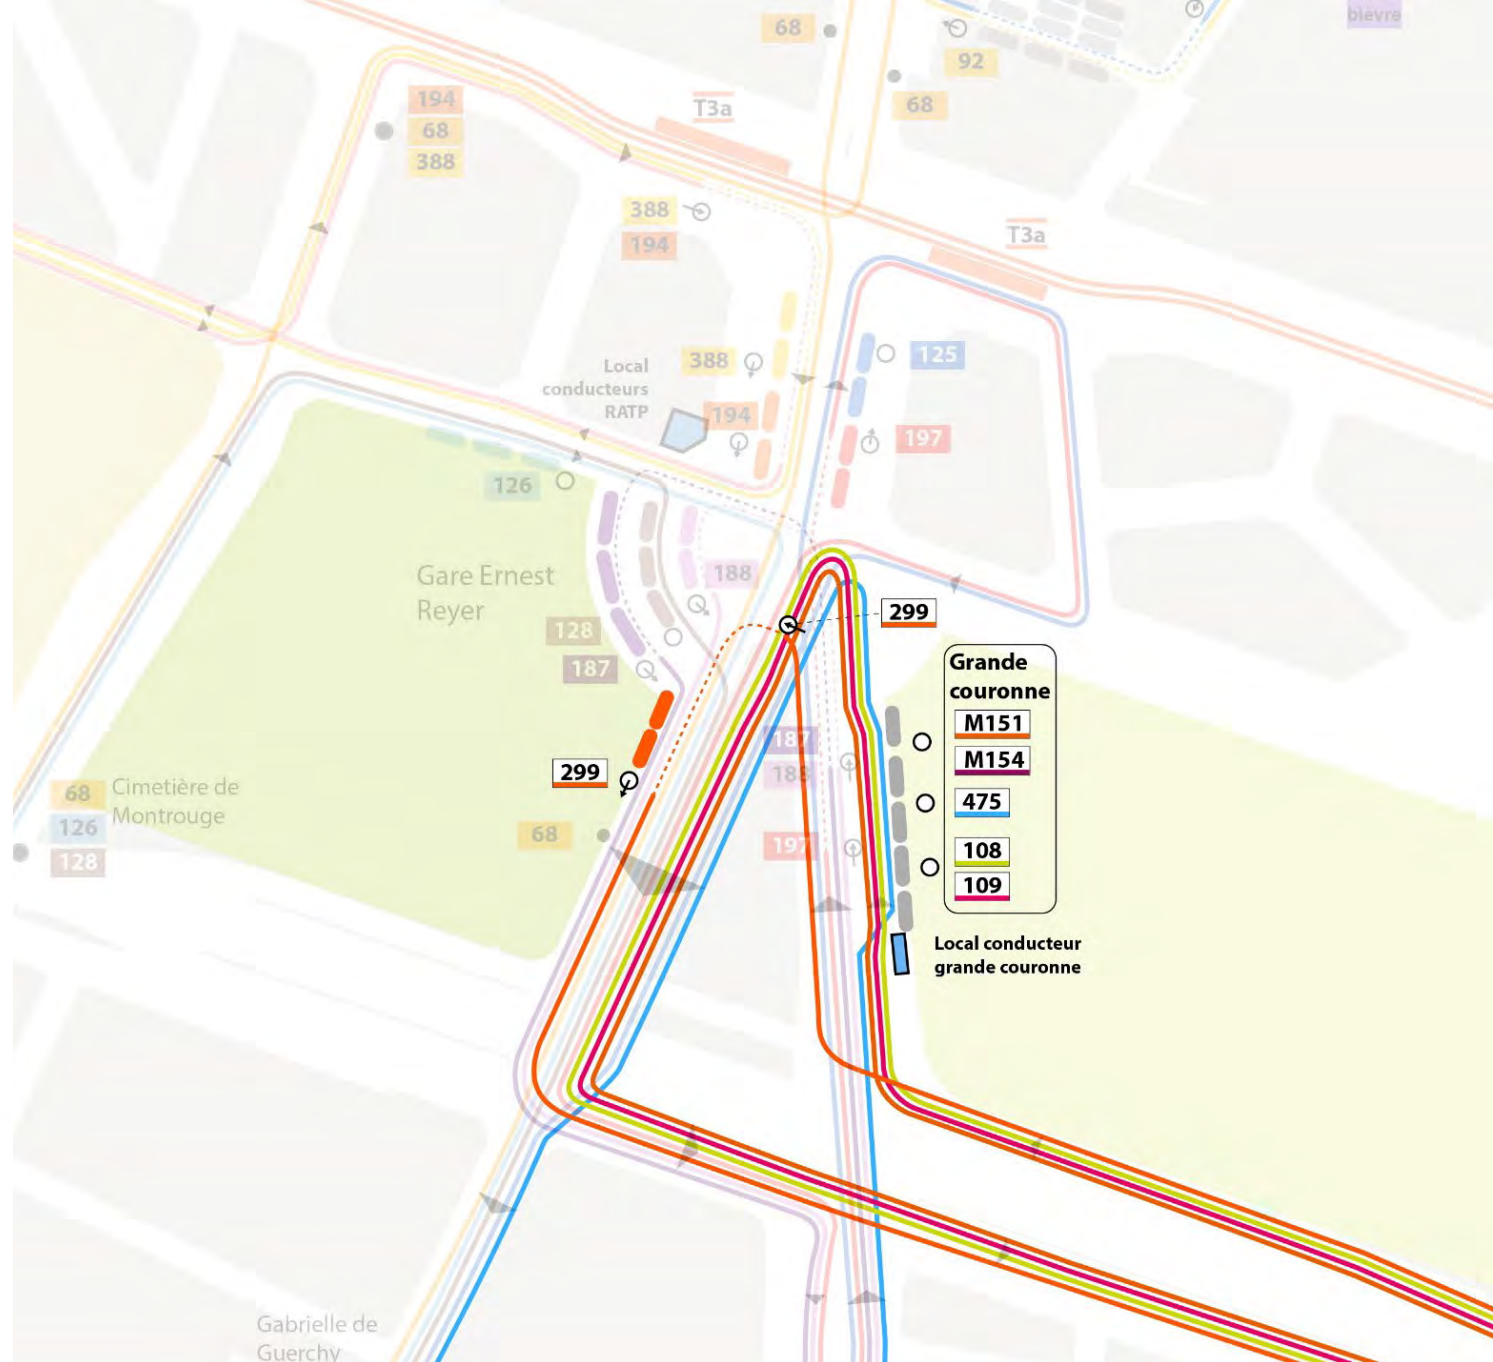 68
bièvre
92
68
T3a
194
68
388
388
194
T3a
Local
conducteurs
RATP
388
125
194
197
126
Gare Ernest
Reyer
188
128
187
299
Grande
couronne
M151
M154
475
108
109
187
188
299
68
126
128
Cimetière de
Montrouge
68
197
Local conducteur
grande couronne
Gabrielle de
Guerchy